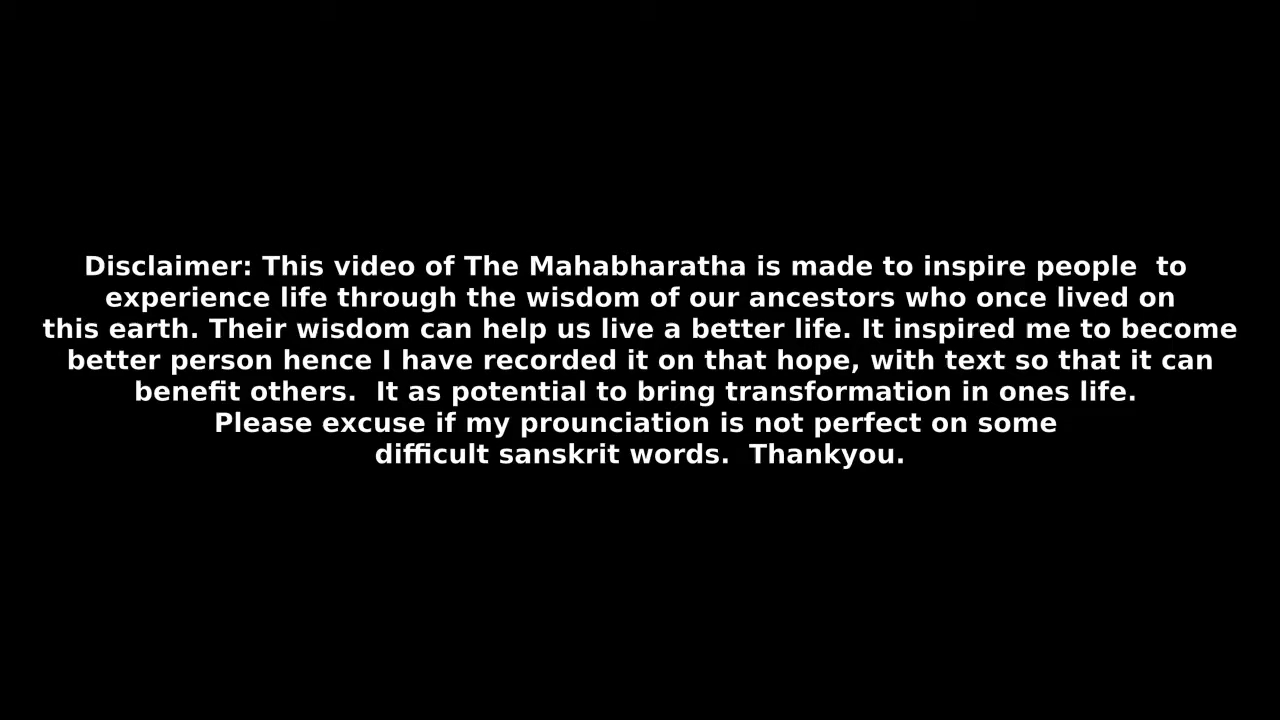 Disclaimer: This video of The Mahabharatha is made to inspire people  to
experience life through the wisdom of our ancestors who once lived on
this earth. Their wisdom can help us live a better life. It inspired me to become
better person hence I have recorded it on that hope, with text so that it can
benefit others.  It as potential to bring transformation in ones life.
Please excuse if my prounciation is not perfect on some
difficult sanskrit words.  Thankyou.